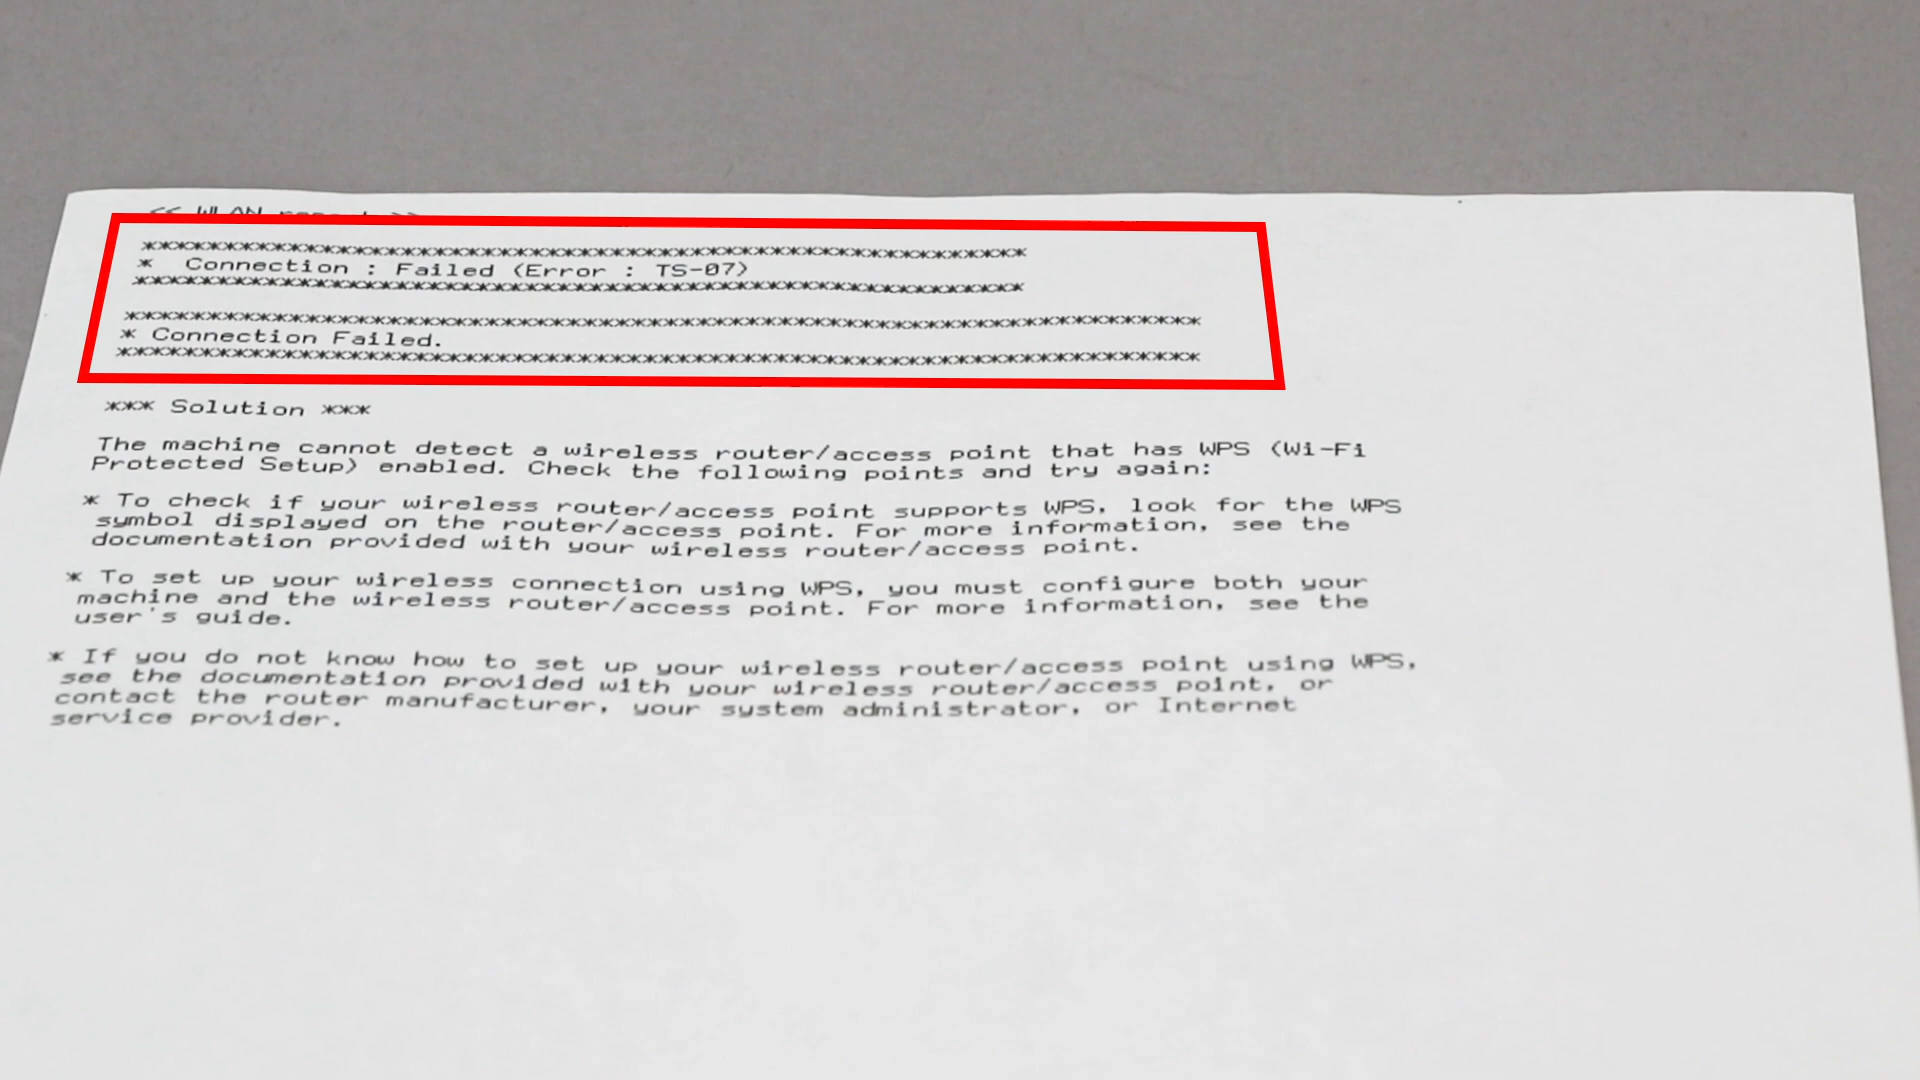 << WLAN report >>
*******************************************************
*  Connection : Failed (Error : TS-07)
*******************************************************
*******************************************************************
* Connection Failed.
*******************************************************************
*** Solution ***
The machine cannot detect a wireless router/access point that has WPS (Wi-Fi
Protected Setup) enabled. Check the following points and try again:
* To check if your wireless router/access point supports WPS, look for the WPS
symbol displayed on the router/access point. For more information, see the
documentation provided with your wireless router/access point.
* To set up your wireless connection using WPS, you must configure both your
machine and the wireless router/access point. For more information, see the
user's guide.
* If you do not know how to set up your wireless router/access point using WPS,
see the documentation provided with your wireless router/access point, or
contact the router manufacturer, your system administrator, or Internet
service provider.